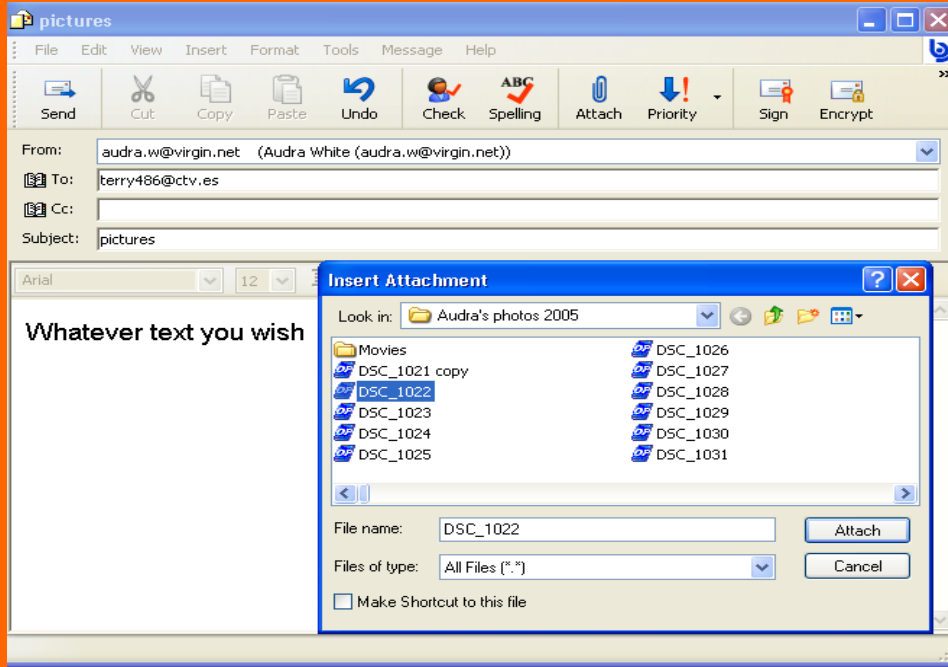 pictures
File Edit View Insert Format Tools Message Help
Send Cut Copy Paste Undo Check Spelling Attach Priority Sign Encrypt
ABC
From: audra.w@virgin.net (Audra White (audra.w@virgin.net))
To: terry486@ctv.es
Cc:
Subject: pictures
Arial 12
Whatever text you wish
Insert Attachment
Look in: Audra's photos 2005
Movies
DSC_1021 copy
DSC_1022
DSC_1023
DSC_1024
DSC_1025
DSC_1026
DSC_1027
DSC_1028
DSC_1029
DSC_1030
DSC_1031
File name: DSC_1022
Attach
Files of type: All Files (*.*)
Cancel
Make Shortcut to this file